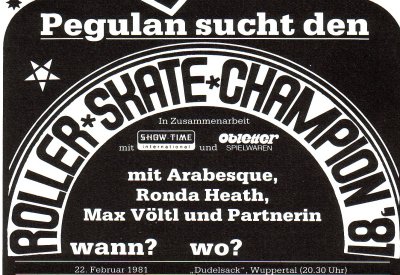 Pegulan sucht den
ROLLER*SKATE*CHAMPION '81
In Zusammenarbeit
mit SHOW-TIME international und obletter SPIELWAREN
mit Arabesque,
Ronda Heath,
Max Völtl und Partnerin
wann? wo?
22. Februar 1981 „Dudelsack", Wuppertal (20.30 Uhr)